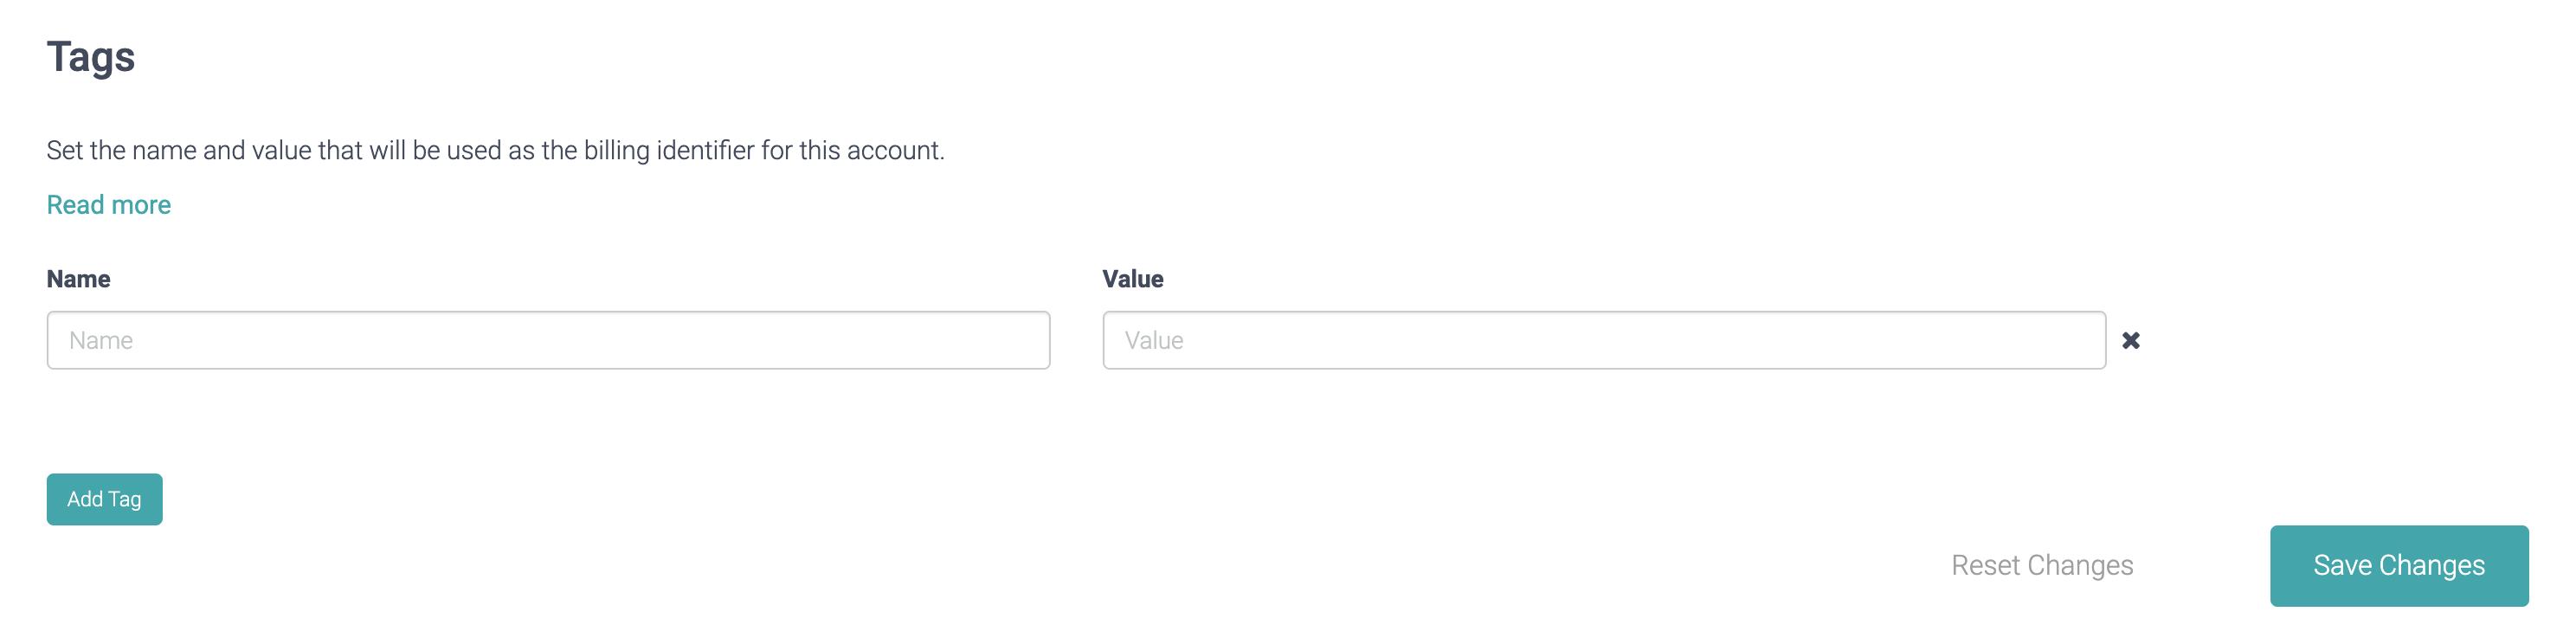 Tags
Set the name and value that will be used as the billing identifier for this account.
Read more
Name
Value
Name
Value
Add Tag
Reset Changes
Save Changes